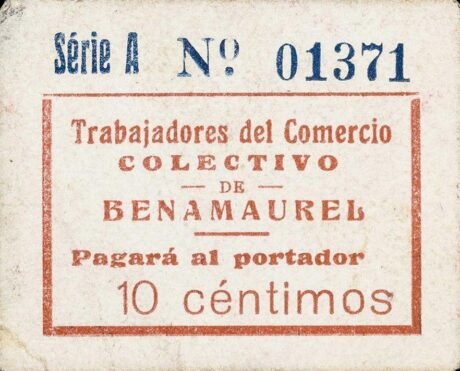 Série A Nº 01371
Trabajadores del Comercio
COLECTIVO
— DE —
BENAMAUREL
Pagará al portador
10 céntimos